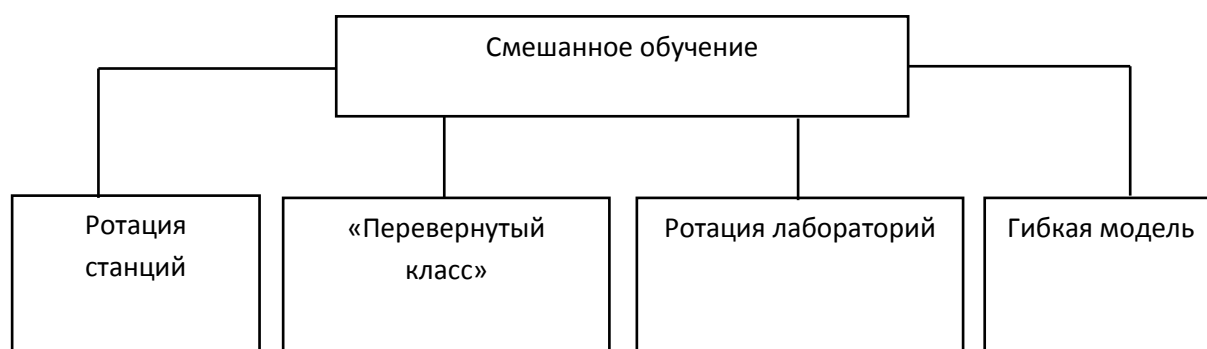 Смешанное обучение
Ротация
станций
«Перевернутый
класс»
Ротация лабораторий
Гибкая модель